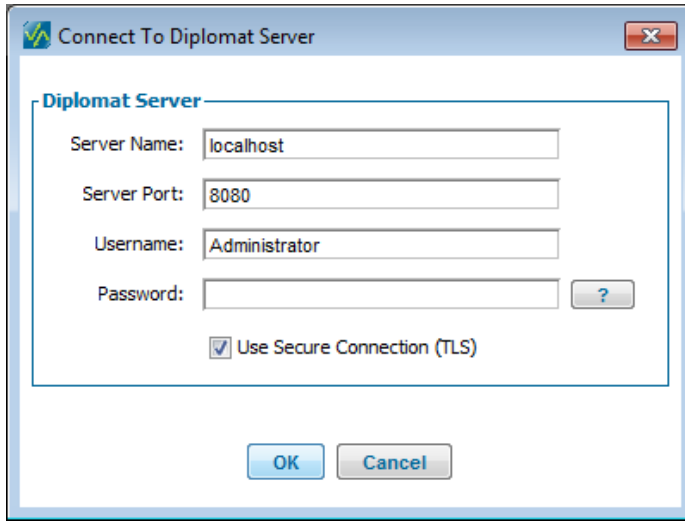 Connect To Diplomat Server
Diplomat Server
Server Name: localhost
Server Port: 8080
Username: Administrator
Password: ?
Use Secure Connection (TLS)
OK Cancel